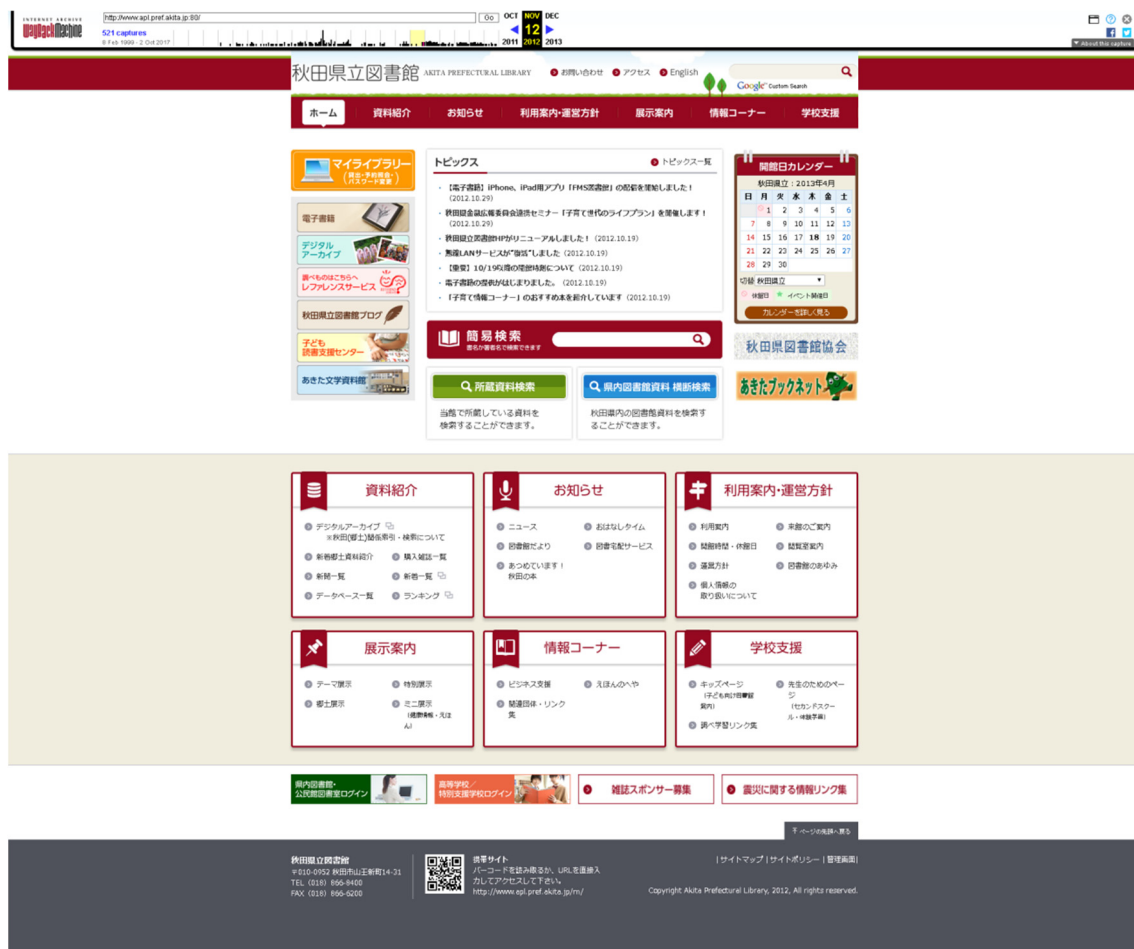 INTERNET ARCHIVE
WayBackMachine
http://www.apl.pref.akita.jp:80/
Go
OCT NOV DEC
12
521 captures
8 Feb 1999 - 2 Oct 2017
2011 2012 2013
About this capture
秋田県立図書館 AKITA PREFECTURAL LIBRARY
お問い合わせ アクセス English
Google Custom Search
ホーム 資料紹介 お知らせ 利用案内・運営方針 展示案内 情報コーナー 学校支援
マイライブラリー
(貸出・予約照会・パスワード変更)
電子書籍
デジタル
アーカイブ
調べものはこちらへ
レファレンスサービス
秋田県立図書館ブログ
子ども
読書支援センター
あきた文学資料館
トピックス
トピックス一覧
【電子書籍】iPhone、iPad用アプリ「FMS図書館」の配信を開始しました!
(2012.10.29)
秋田県金融広報委員会連携セミナー「子育て世代のライフプラン」を開催します!
(2012.10.29)
秋田県立図書館HPがリニューアルしました! (2012.10.19)
無線LANサービスが"復活"しました (2012.10.19)
【重要】10/19以降の開館時刻について (2012.10.19)
電子書籍の提供がはじまりました。 (2012.10.19)
「子育て情報コーナー」のおすすめ本を紹介しています (2012.10.19)
簡易検索
書名か著者名で検索できます
所蔵資料検索
当館で所蔵している資料を
検索することができます。
県内図書館資料 横断検索
秋田県内の図書館資料を検索す
ることができます。
開館日カレンダー
秋田県立:2013年4月
日 月 火 水 木 金 土
1 2 3 4 5 6
7 8 9 10 11 12 13
14 15 16 17 18 19 20
21 22 23 24 25 26 27
28 29 30
切替 秋田県立
休館日 イベント開催日
カレンダーを詳しく見る
秋田県図書館協会
あきたブックネット
資料紹介
デジタルアーカイブ
※秋田(郷土)関係索引・検索について
新着郷土資料紹介 購入雑誌一覧
新聞一覧 新着一覧
データベース一覧 ランキング
お知らせ
ニュース おはなしタイム
図書館だより 図書宅配サービス
あつめています!
秋田の本
利用案内・運営方針
利用案内 来館のご案内
開館時間・休館日 閲覧室案内
運営方針 図書館のあゆみ
個人情報の
取り扱いについて
展示案内
テーマ展示 特別展示
郷土展示 ミニ展示
(健康情報・えほ
ん)
情報コーナー
ビジネス支援 えほんのへや
関連団体・リンク
集
学校支援
キッズページ
(子ども向け図書館
案内)
先生のためのペー
ジ
(セカンドスクー
ル・体験学習)
調べ学習リンク集
県内図書館・
公民館図書室ログイン
高等学校/
特別支援学校ログイン
雑誌スポンサー募集
震災に関する情報リンク集
ページの先頭へ戻る
秋田県立図書館
〒010-0952 秋田市山王新町14-31
TEL (018) 866-8400
FAX (018) 866-6200
携帯サイト
バーコードを読み取るか、URLを直接入
力してアクセスして下さい。
http://www.apl.pref.akita.jp/m/
|サイトマップ|サイトポリシー|管理画面|
Copyright Akita Prefectural Library, 2012, All rights reserved.